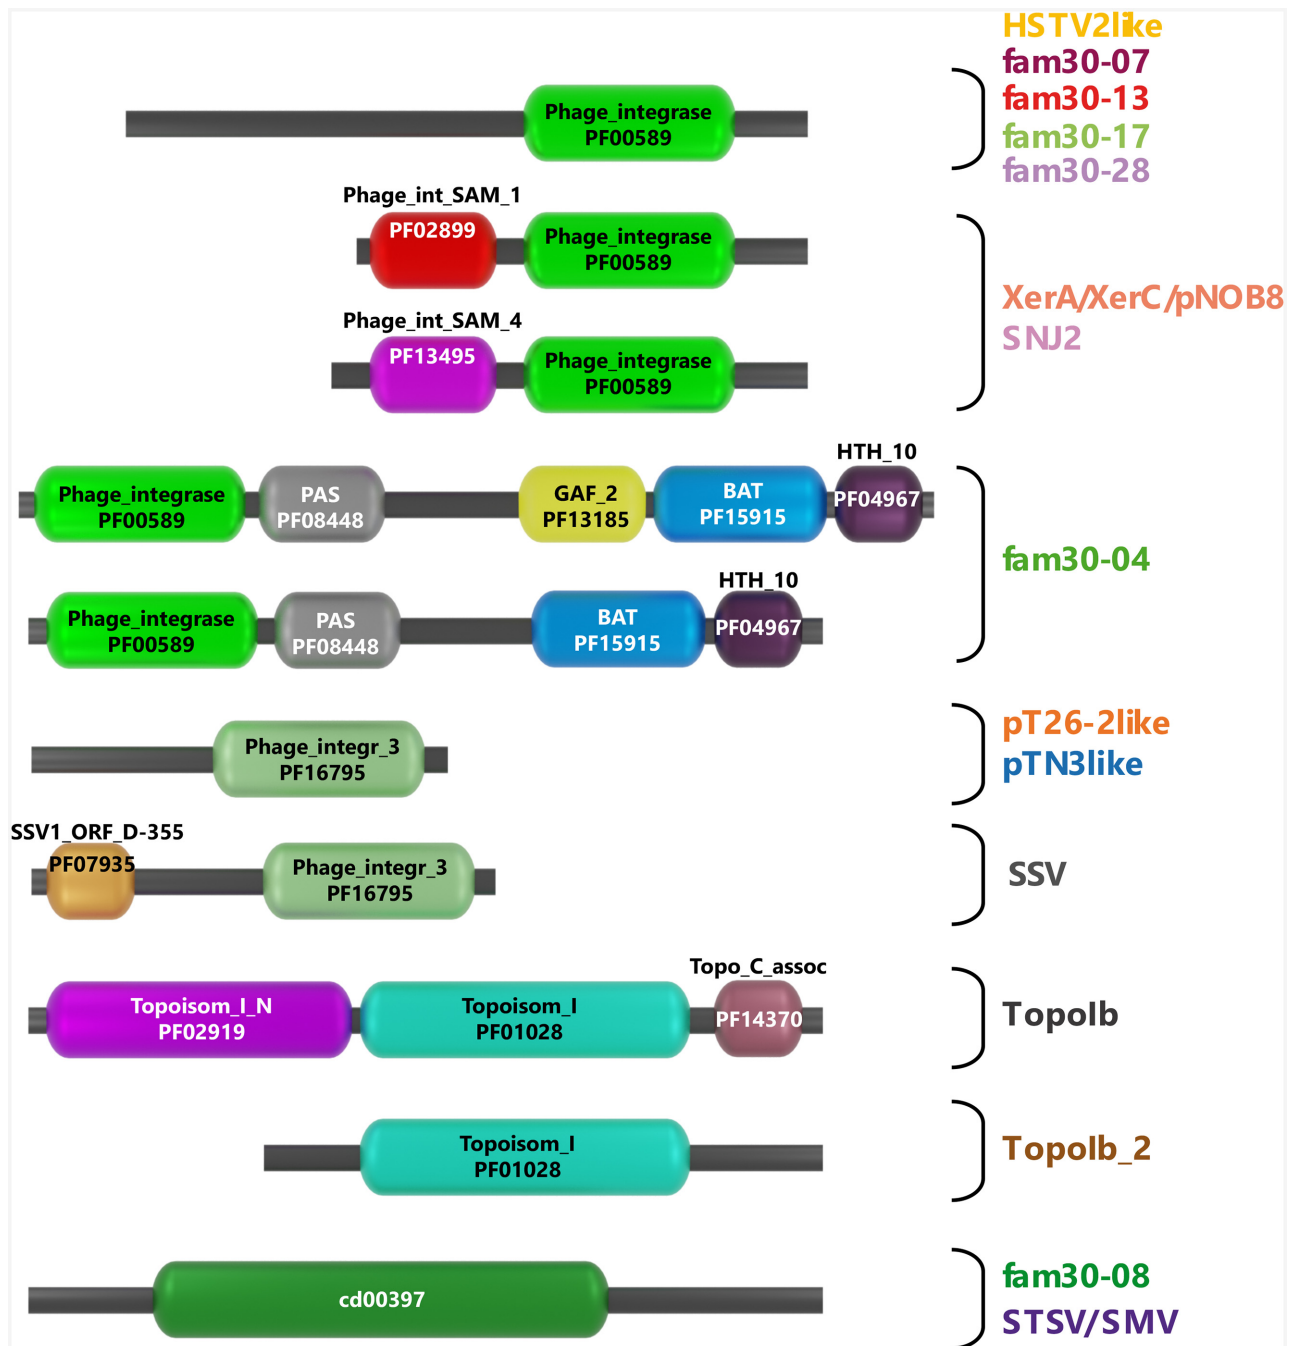 HSTV2like
fam30-07
fam30-13
fam30-17
fam30-28
Phage_integrase
PF00589
Phage_int_SAM_1
PF02899
Phage_integrase
PF00589
Phage_int_SAM_4
PF13495
Phage_integrase
PF00589
XerA/XerC/pNOB8
SNJ2
HTH_10
Phage_integrase
PF00589
PAS
PF08448
GAF_2
PF13185
BAT
PF15915
PF04967
HTH_10
Phage_integrase
PF00589
PAS
PF08448
BAT
PF15915
PF04967
fam30-04
Phage_integr_3
PF16795
pT26-2like
pTN3like
SSV1_ORF_D-355
PF07935
Phage_integr_3
PF16795
SSV
Topo_C_assoc
Topoisom_I_N
PF02919
Topoisom_I
PF01028
PF14370
TopoIb
Topoisom_I
PF01028
TopoIb_2
cd00397
fam30-08
STSV/SMV